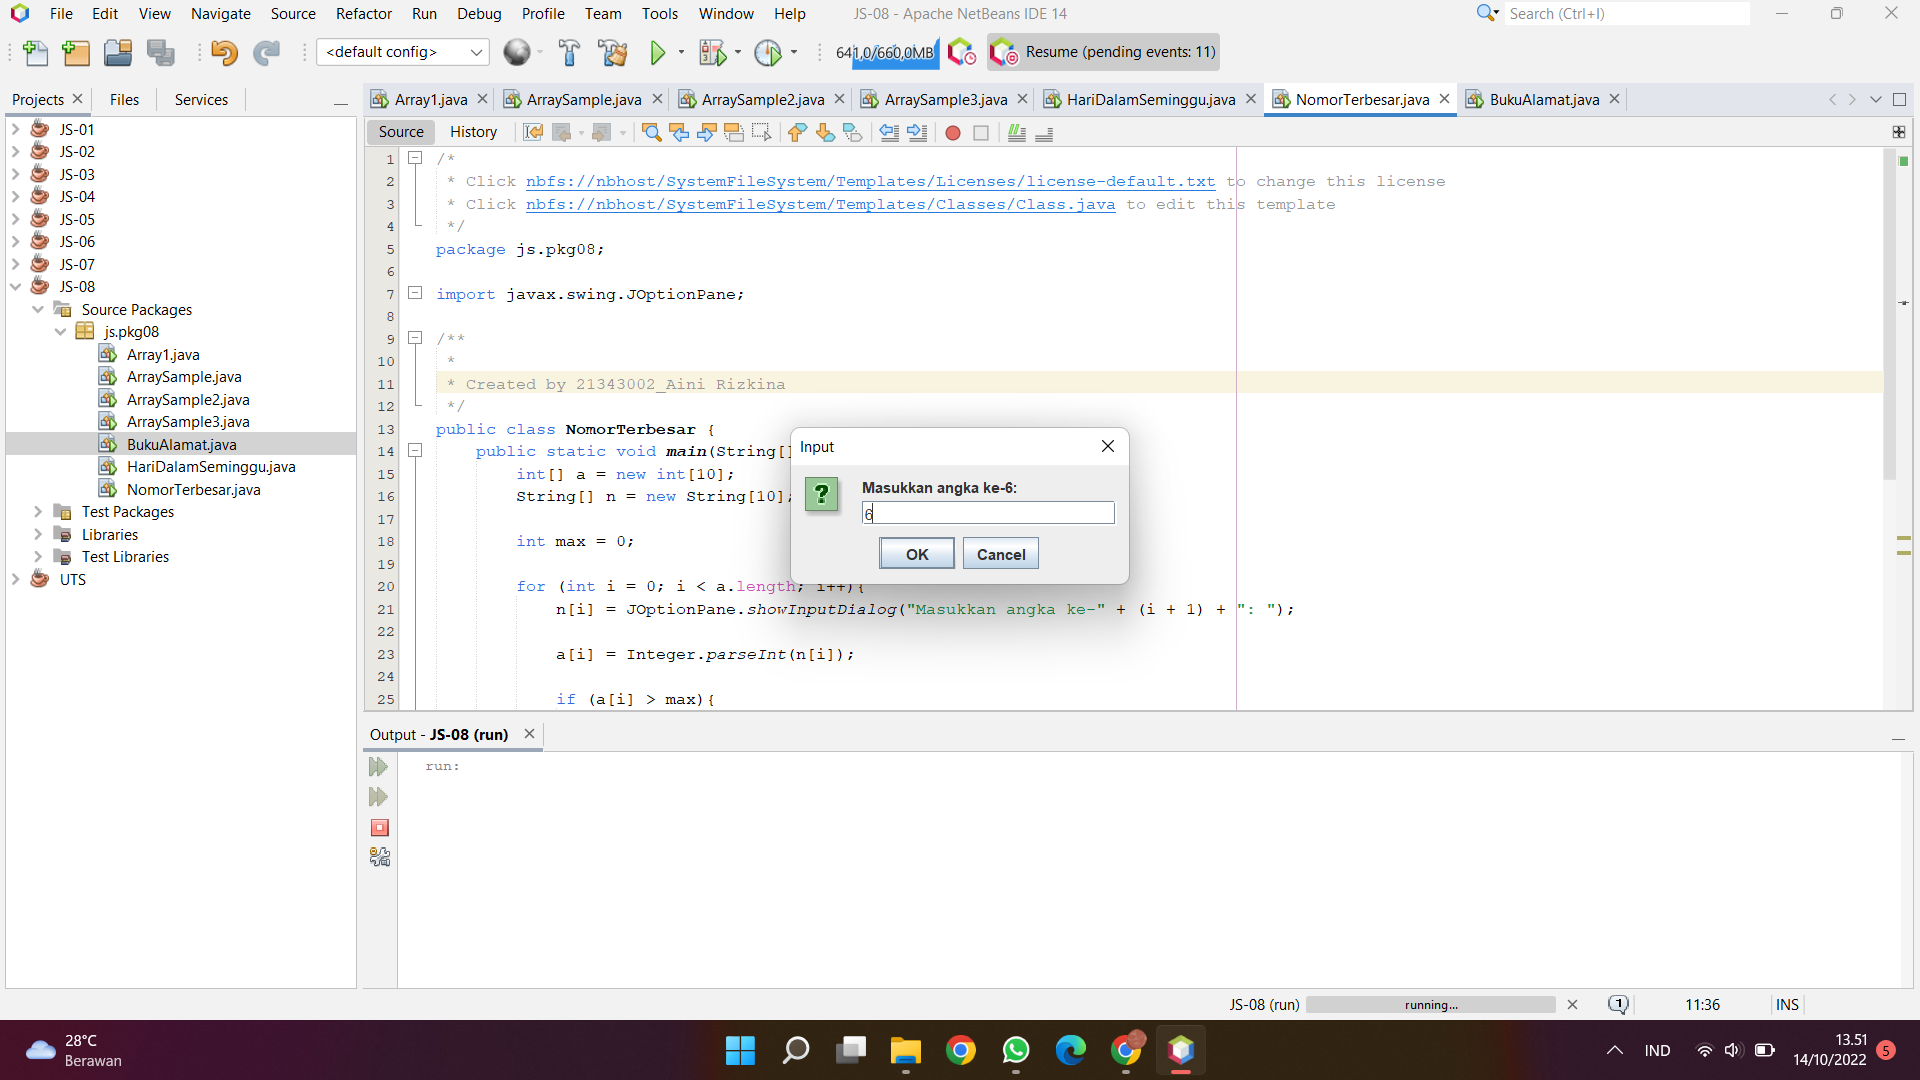 File Edit View Navigate Source Refactor Run Debug Profile Team Tools Window Help JS-08 - Apache NetBeans IDE 14 Search (Ctrl+I)
<default config> 641,0/660,0MB Resume (pending events: 11)
Projects Files Services
Array1.java ArraySample.java ArraySample2.java ArraySample3.java HariDalamSeminggu.java NomorTerbesar.java BukuAlamat.java
Source History
JS-01
JS-02
JS-03
JS-04
JS-05
JS-06
JS-07
JS-08
Source Packages
js.pkg08
Array1.java
ArraySample.java
ArraySample2.java
ArraySample3.java
BukuAlamat.java
HariDalamSeminggu.java
NomorTerbesar.java
Test Packages
Libraries
Test Libraries
UTS
1 /*
2 * Click nbfs://nbhost/SystemFileSystem/Templates/Licenses/license-default.txt to change this license
3 * Click nbfs://nbhost/SystemFileSystem/Templates/Classes/Class.java to edit this template
4 */
5 package js.pkg08;
6
7 import javax.swing.JOptionPane;
8
9 /**
10 *
11 * Created by 21343002_Aini Rizkina
12 */
13 public class NomorTerbesar {
14 public static void main(String[]
15 int[] a = new int[10];
16 String[] n = new String[10];
17
18 int max = 0;
19
20 for (int i = 0; i < a.length; i++){
21 n[i] = JOptionPane.showInputDialog("Masukkan angka ke-" + (i + 1) + ": ");
22
23 a[i] = Integer.parseInt(n[i]);
24
25 if (a[i] > max){
Input
Masukkan angka ke-6:
6
OK Cancel
Output - JS-08 (run)
run:
JS-08 (run) running... 1 11:36 INS
28°C
Berawan
IND
13.51
14/10/2022
5